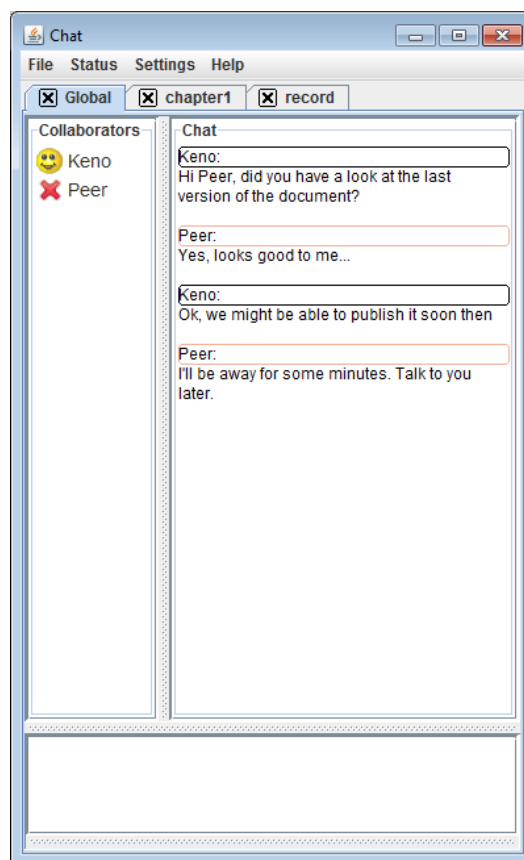 Chat
File Status Settings Help
Global chapter1 record
Collaborators
Keno
Peer
Chat
Keno:
Hi Peer, did you have a look at the last
version of the document?
Peer:
Yes, looks good to me...
Keno:
Ok, we might be able to publish it soon then
Peer:
I'll be away for some minutes. Talk to you
later.